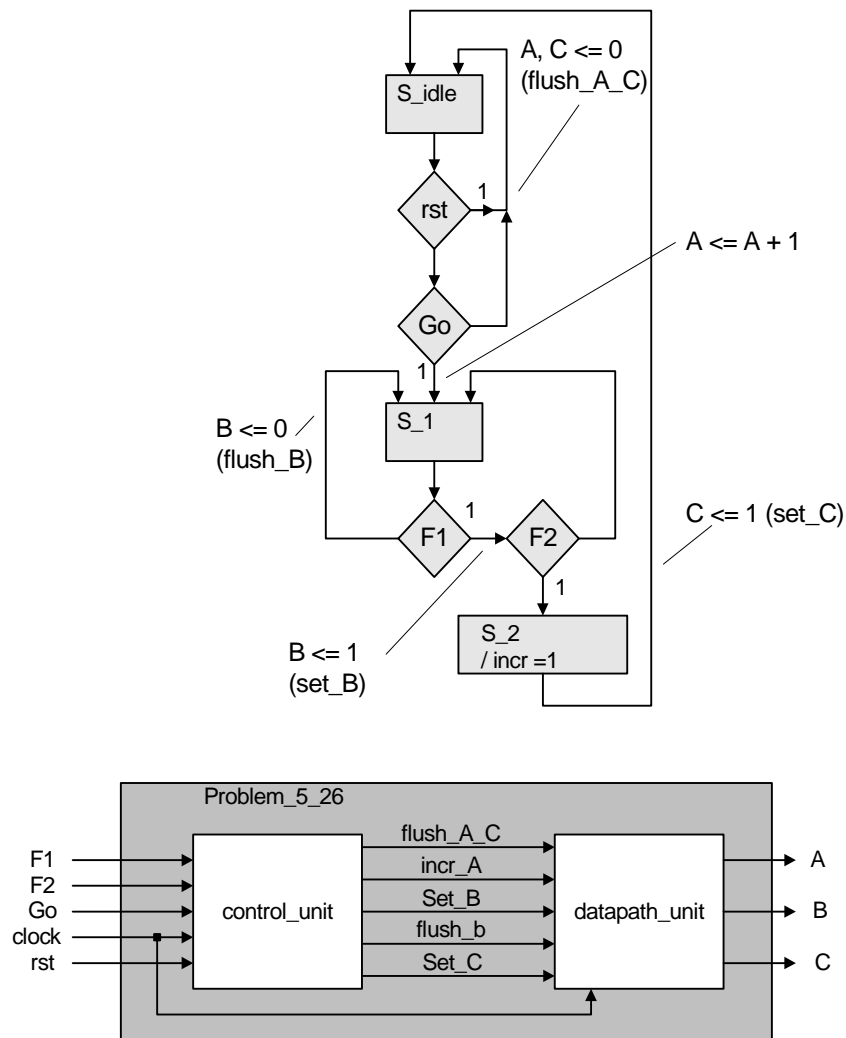 A, C <= 0
(flush_A_C)
S_idle
1
rst
A <= A + 1
Go
1
S_1
B <= 0
(flush_B)
1
C <= 1 (set_C)
F1
F2
1
S_2
/ incr =1
B <= 1
(set_B)
Problem_5_26
flush_A_C
F1
A
incr_A
F2
Set_B
Go
control_unit
datapath_unit
B
clock
flush_b
rst
Set_C
C